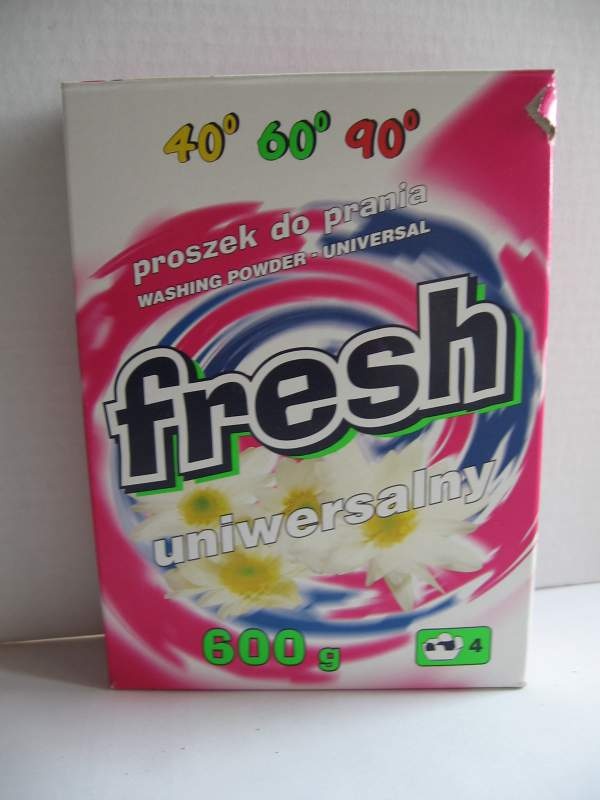 40° 60° 90°
proszek do prania
WASHING POWDER - UNIVERSAL
fresh
uniwersalny
600 g
4